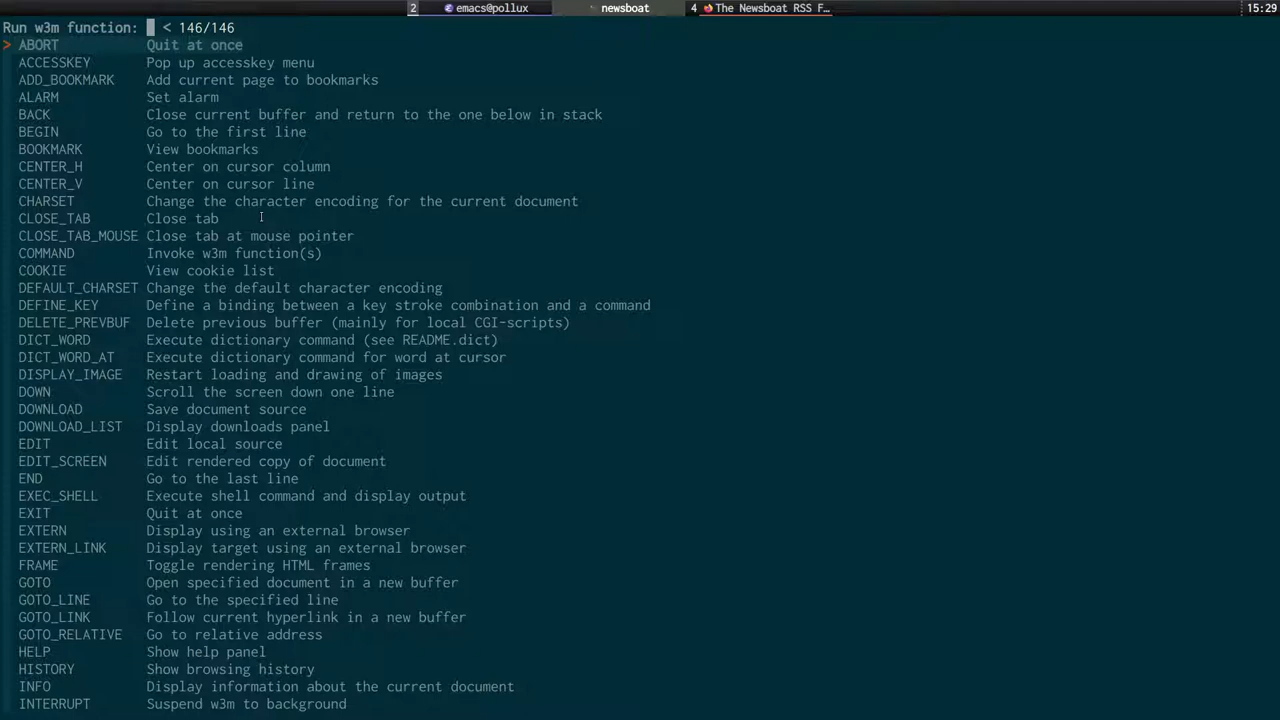 2 emacs@pollux newsboat 4 The Newsboat RSS F… 15:29
Run w3m function: < 146/146
> ABORT Quit at once
ACCESSKEY Pop up accesskey menu
ADD_BOOKMARK Add current page to bookmarks
ALARM Set alarm
BACK Close current buffer and return to the one below in stack
BEGIN Go to the first line
BOOKMARK View bookmarks
CENTER_H Center on cursor column
CENTER_V Center on cursor line
CHARSET Change the character encoding for the current document
CLOSE_TAB Close tab
CLOSE_TAB_MOUSE Close tab at mouse pointer
COMMAND Invoke w3m function(s)
COOKIE View cookie list
DEFAULT_CHARSET Change the default character encoding
DEFINE_KEY Define a binding between a key stroke combination and a command
DELETE_PREVBUF Delete previous buffer (mainly for local CGI-scripts)
DICT_WORD Execute dictionary command (see README.dict)
DICT_WORD_AT Execute dictionary command for word at cursor
DISPLAY_IMAGE Restart loading and drawing of images
DOWN Scroll the screen down one line
DOWNLOAD Save document source
DOWNLOAD_LIST Display downloads panel
EDIT Edit local source
EDIT_SCREEN Edit rendered copy of document
END Go to the last line
EXEC_SHELL Execute shell command and display output
EXIT Quit at once
EXTERN Display using an external browser
EXTERN_LINK Display target using an external browser
FRAME Toggle rendering HTML frames
GOTO Open specified document in a new buffer
GOTO_LINE Go to the specified line
GOTO_LINK Follow current hyperlink in a new buffer
GOTO_RELATIVE Go to relative address
HELP Show help panel
HISTORY Show browsing history
INFO Display information about the current document
INTERRUPT Suspend w3m to background